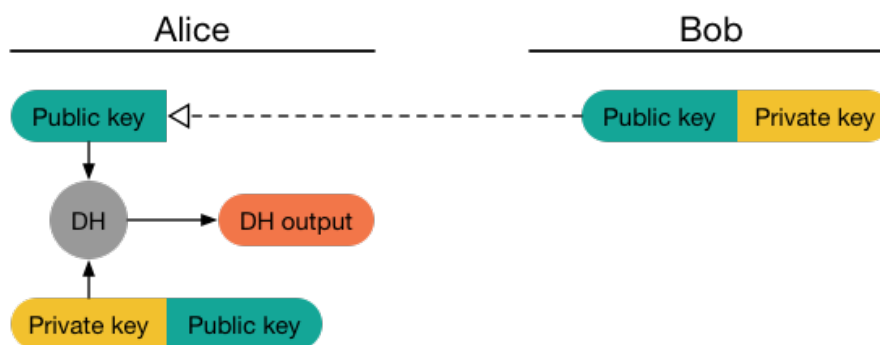 Alice
Bob
Public key
Public key
Private key
DH
DH output
Private key
Public key